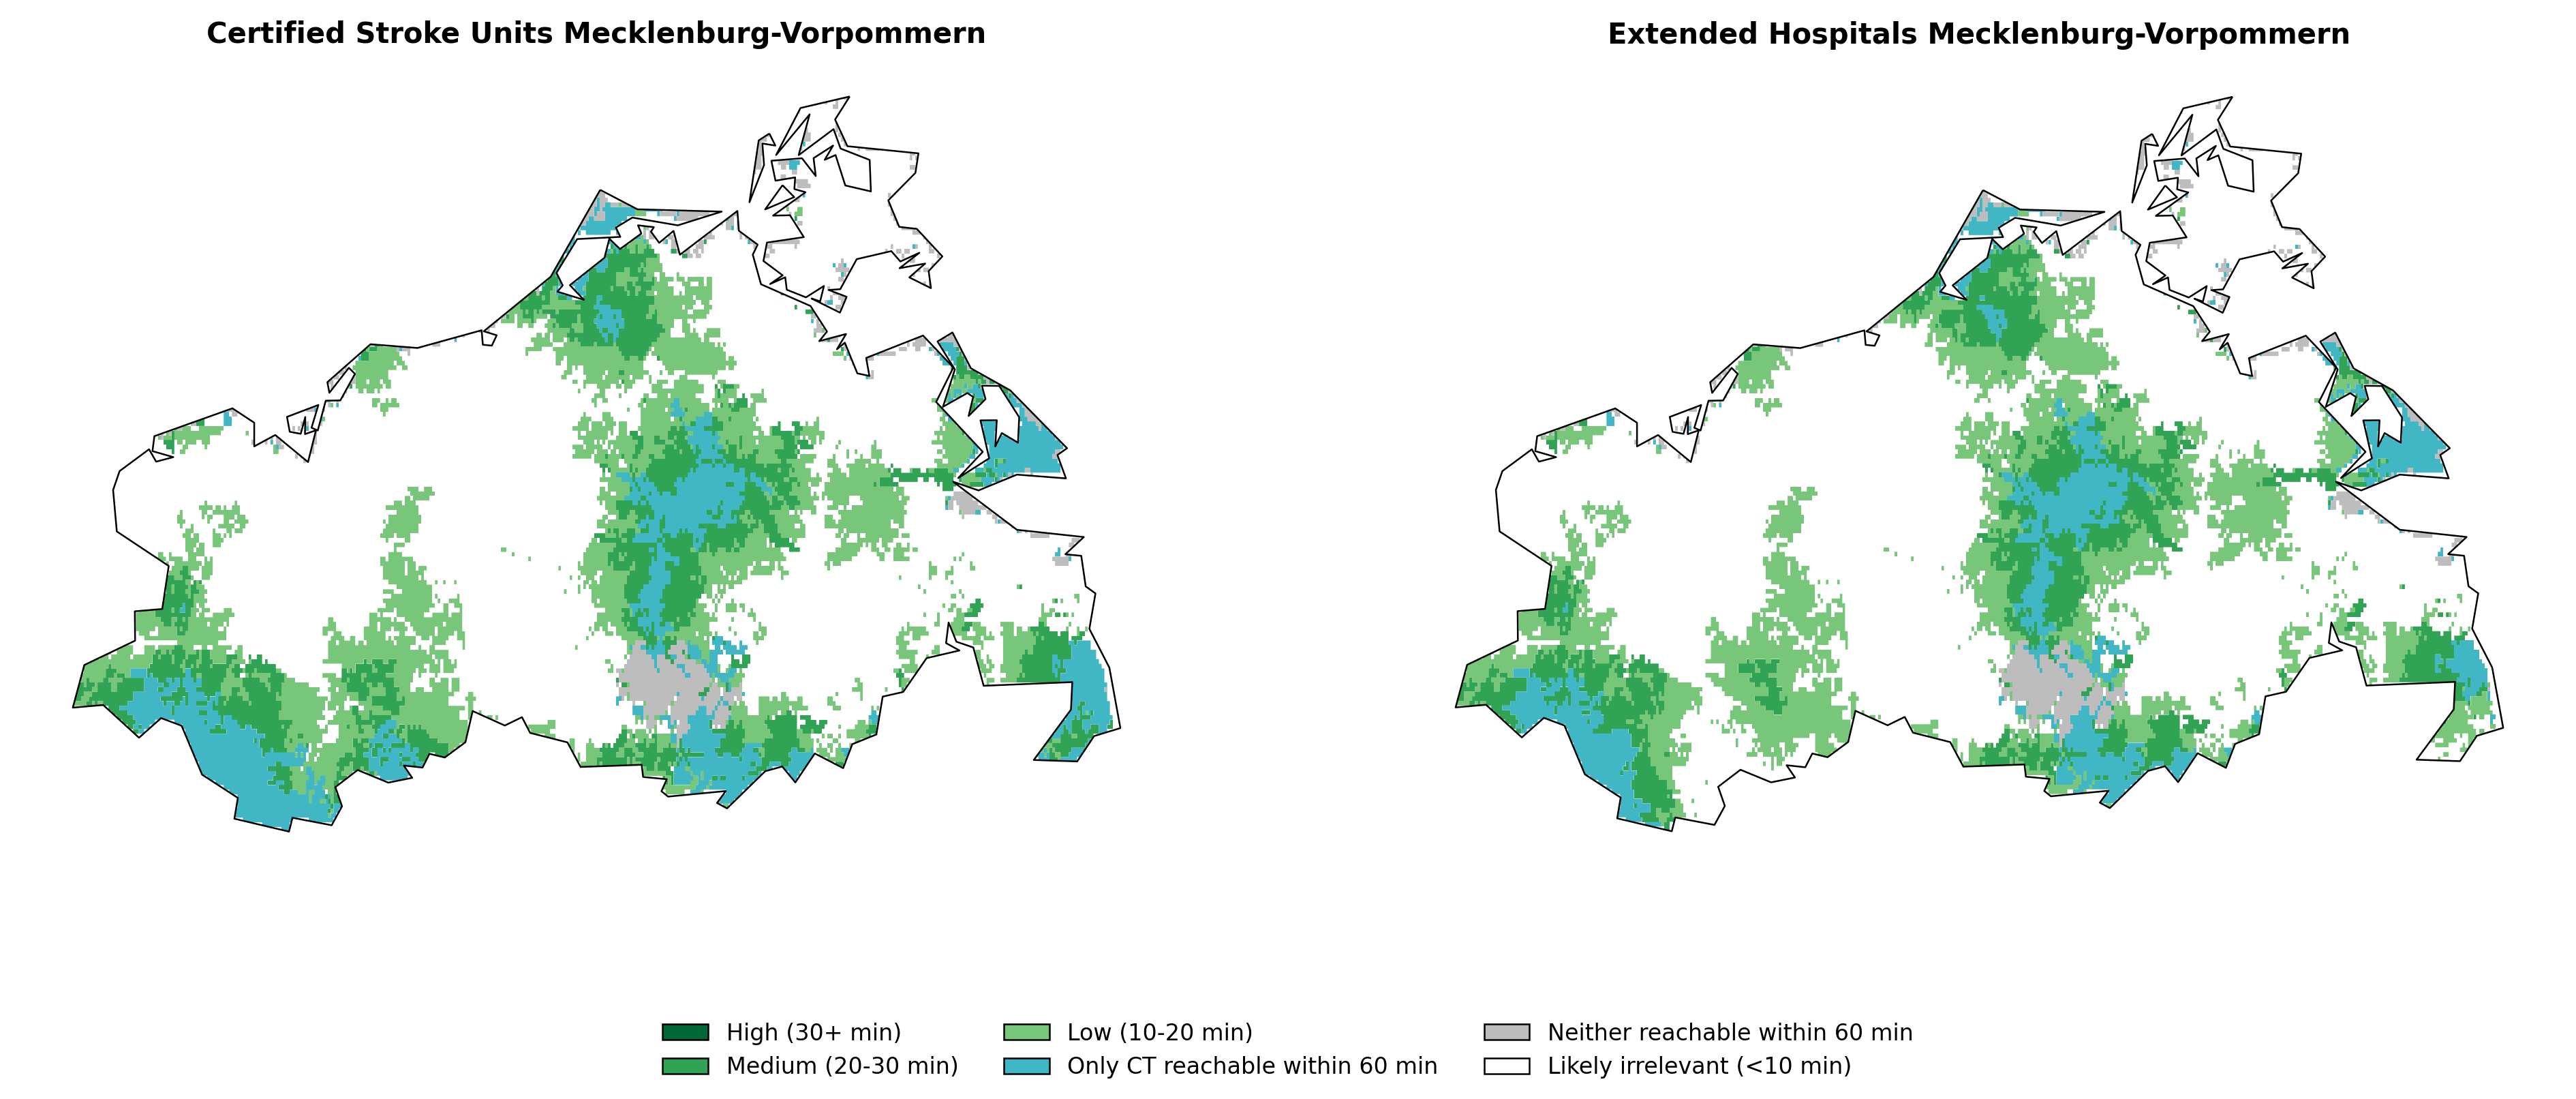 Certified Stroke Units Mecklenburg-Vorpommern
Extended Hospitals Mecklenburg-Vorpommern
High (30+ min)
Medium (20-30 min)
Low (10-20 min)
Only CT reachable within 60 min
Neither reachable within 60 min
Likely irrelevant (<10 min)